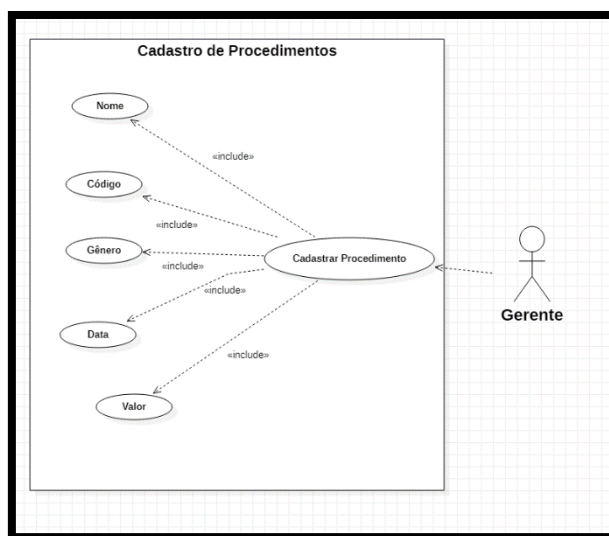 Cadastro de Procedimentos
Nome
«include»
Código
«include»
Gênero
«include»
Cadastrar Procedimento
«include»
Gerente
Data
«include»
Valor